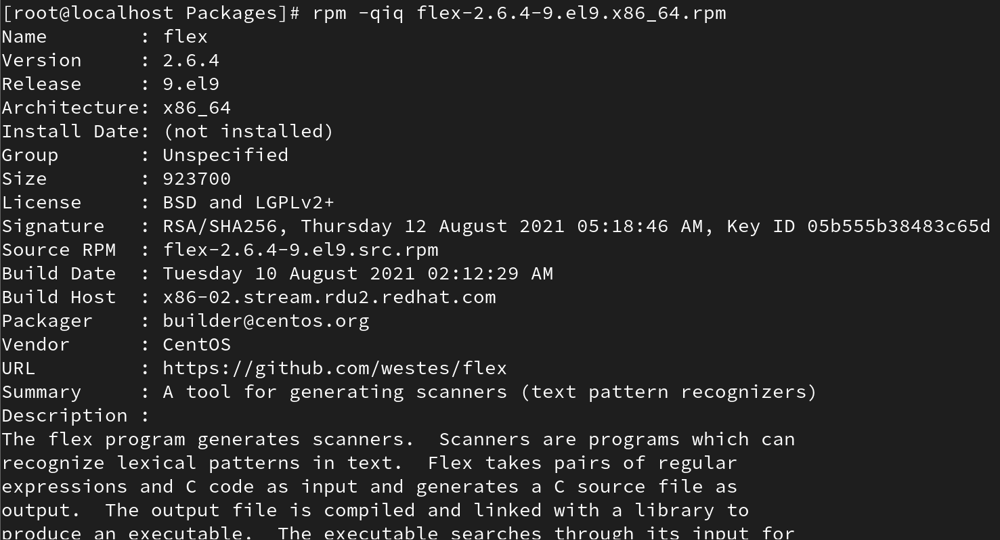 [root@localhost Packages]# rpm -qiq flex-2.6.4-9.el9.x86_64.rpm
Name        : flex
Version     : 2.6.4
Release     : 9.el9
Architecture: x86_64
Install Date: (not installed)
Group       : Unspecified
Size        : 923700
License     : BSD and LGPLv2+
Signature   : RSA/SHA256, Thursday 12 August 2021 05:18:46 AM, Key ID 05b555b38483c65d
Source RPM  : flex-2.6.4-9.el9.src.rpm
Build Date  : Tuesday 10 August 2021 02:12:29 AM
Build Host  : x86-02.stream.rdu2.redhat.com
Packager    : builder@centos.org
Vendor      : CentOS
URL         : https://github.com/westes/flex
Summary     : A tool for generating scanners (text pattern recognizers)
Description :
The flex program generates scanners.  Scanners are programs which can
recognize lexical patterns in text.  Flex takes pairs of regular
expressions and C code as input and generates a C source file as
output.  The output file is compiled and linked with a library to
produce an executable.  The executable searches through its input for